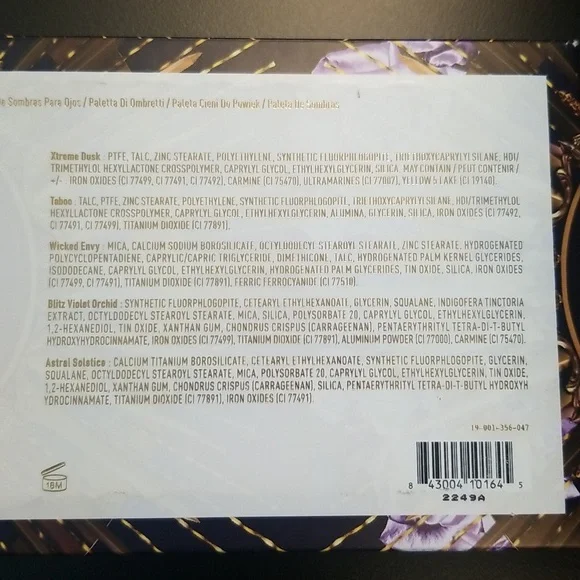 de Sombras Para Ojos / Paletta Di Ombretti / Paleta Cieni Do Powiek / Paleta De Sombras
Xtreme Dusk : PTFE, TALC, ZINC STEARATE, POLYETHYLENE, SYNTHETIC FLUORPHLOGOPITE, TRIETHOXYCAPRYLYLSILANE, HDI/
TRIMETHYLOL HEXYLLACTONE CROSSPOLYMER, CAPRYLYL GLYCOL, ETHYLHEXYLGLYCERIN, SILICA. MAY CONTAIN / PEUT CONTENIR /
+/- : IRON OXIDES (CI 77499, CI 77491, CI 77492), CARMINE (CI 75470), ULTRAMARINES (CI 77007), YELLOW 5 LAKE (CI 19140).
Taboo : TALC, PTFE, ZINC STEARATE, POLYETHYLENE, SYNTHETIC FLUORPHLOGOPITE, TRIETHOXYCAPRYLYLSILANE, HDI/TRIMETHYLOL
HEXYLLACTONE CROSSPOLYMER, CAPRYLYL GLYCOL, ETHYLHEXYLGLYCERIN, ALUMINA, GLYCERIN, SILICA, IRON OXIDES (CI 77492,
CI 77491, CI 77499), TITANIUM DIOXIDE (CI 77891).
Wicked Envy : MICA, CALCIUM SODIUM BOROSILICATE, OCTYLDODECYL STEAROYL STEARATE, ZINC STEARATE, HYDROGENATED
POLYCYCLOPENTADIENE, CAPRYLIC/CAPRIC TRIGLYCERIDE, DIMETHICONE, TALC, HYDROGENATED PALM KERNEL GLYCERIDES,
ISODODECANE, CAPRYLYL GLYCOL, ETHYLHEXYLGLYCERIN, HYDROGENATED PALM GLYCERIDES, TIN OXIDE, SILICA, IRON OXIDES
(CI 77491), TITANIUM DIOXIDE (CI 77891), FERRIC FERROCYANIDE (CI 77510).
Blitz Violet Orchid : SYNTHETIC FLUORPHLOGOPITE, CETEARYL ETHYLHEXANOATE, GLYCERIN, SQUALANE, INDIGOFERA TINCTORIA
EXTRACT, OCTYLDODECYL STEAROYL STEARATE, MICA, SILICA, POLYSORBATE 20, CAPRYLYL GLYCOL, ETHYLHEXYLGLYCERIN,
1,2-HEXANEDIOL, TIN OXIDE, XANTHAN GUM, CHONDRUS CRISPUS (CARRAGEENAN), PENTAERYTHRITYL TETRA-DI-T-BUTYL
HYDROXYHYDROCINNAMATE, IRON OXIDES (CI 77499), TITANIUM DIOXIDE (CI 77891), ALUMINUM POWDER (CI 77000), CARMINE (CI 75470).
Astral Solstice : CALCIUM TITANIUM BOROSILICATE, CETEARYL ETHYLHEXANOATE, SYNTHETIC FLUORPHLOGOPITE, GLYCERIN,
SQUALANE, OCTYLDODECYL STEAROYL STEARATE, MICA, POLYSORBATE 20, CAPRYLYL GLYCOL, ETHYLHEXYLGLYCERIN, TIN OXIDE,
1,2-HEXANEDIOL, XANTHAN GUM, CHONDRUS CRISPUS (CARRAGEENAN), SILICA, PENTAERYTHRITYL TETRA-DI-T-BUTYL HYDROXYH
YDROCINNAMATE, TITANIUM DIOXIDE (CI 77891), IRON OXIDES (CI 77491).
19-001-356-047
18M
8 43004 10164 5
2249A